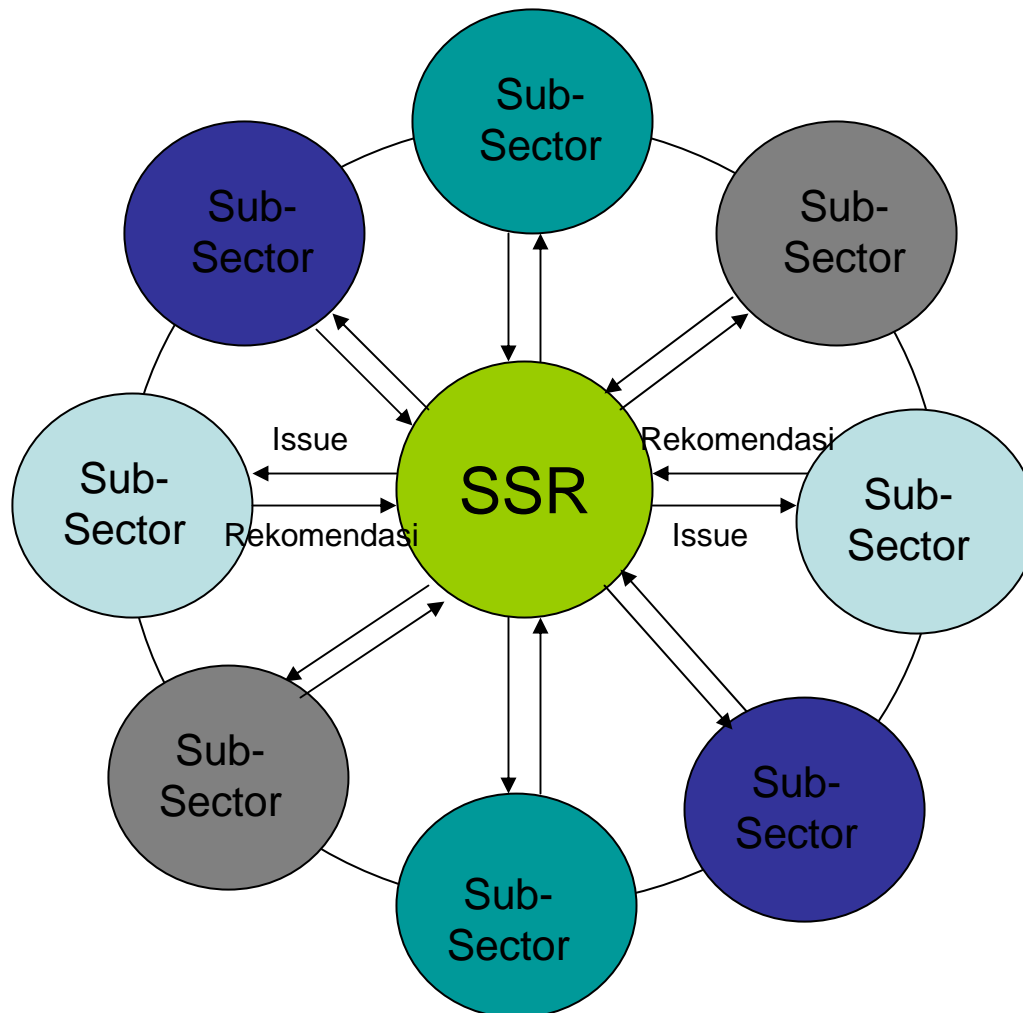 Sub-
Sector
Sub-
Sector
Sub-
Sector
Issue
Rekomendasi
Sub-
Sector
SSR
Sub-
Sector
Rekomendasi
Issue
Sub-
Sector
Sub-
Sector
Sub-
Sector